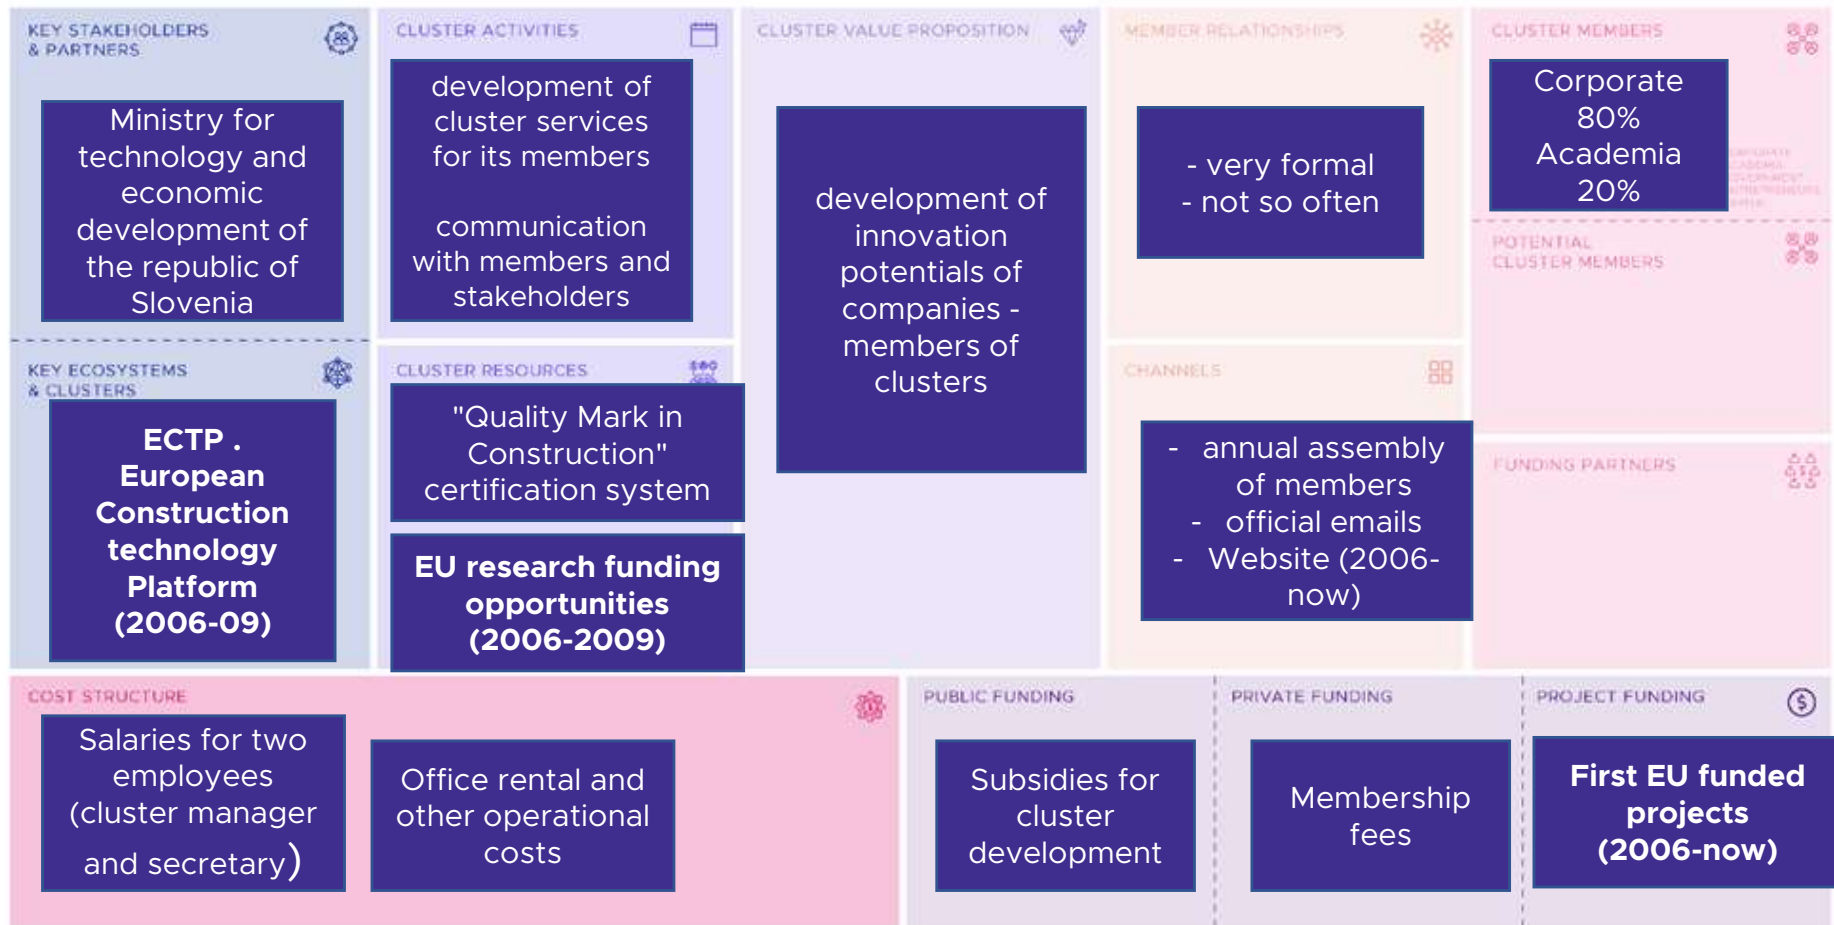 KEY STAKEHOLDERS
& PARTNERS
Ministry for
technology and
economic
development of
the republic of
Slovenia
KEY ECOSYSTEMS
& CLUSTERS
ECTP .
European
Construction
technology
Platform
(2006-09)
CLUSTER ACTIVITIES
development of
cluster services
for its members
communication
with members and
stakeholders
CLUSTER RESOURCES
"Quality Mark in
Construction"
certification system
EU research funding
opportunities
(2006-2009)
CLUSTER VALUE PROPOSITION
development of
innovation
potentials of
companies -
members of
clusters
MEMBER RELATIONSHIPS
- very formal
- not so often
CHANNELS
- annual assembly
of members
- official emails
- Website (2006-
now)
CLUSTER MEMBERS
Corporate
80%
Academia
20%
POTENTIAL
CLUSTER MEMBERS
FUNDING PARTNERS
COST STRUCTURE
Salaries for two
employees
(cluster manager
and secretary)
Office rental and
other operational
costs
PUBLIC FUNDING
Subsidies for
cluster
development
PRIVATE FUNDING
Membership
fees
PROJECT FUNDING
First EU funded
projects
(2006-now)